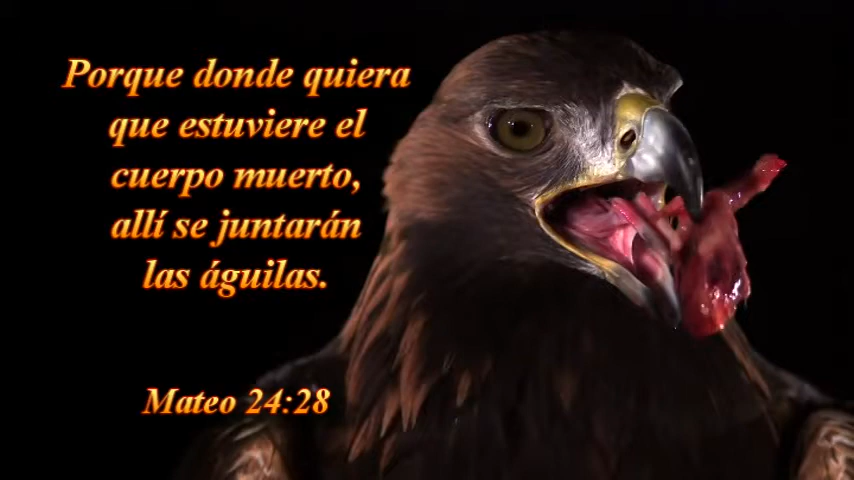 Porque donde quiera
que estuviere el
cuerpo muerto,
allí se juntarán
las águilas.
Mateo 24:28